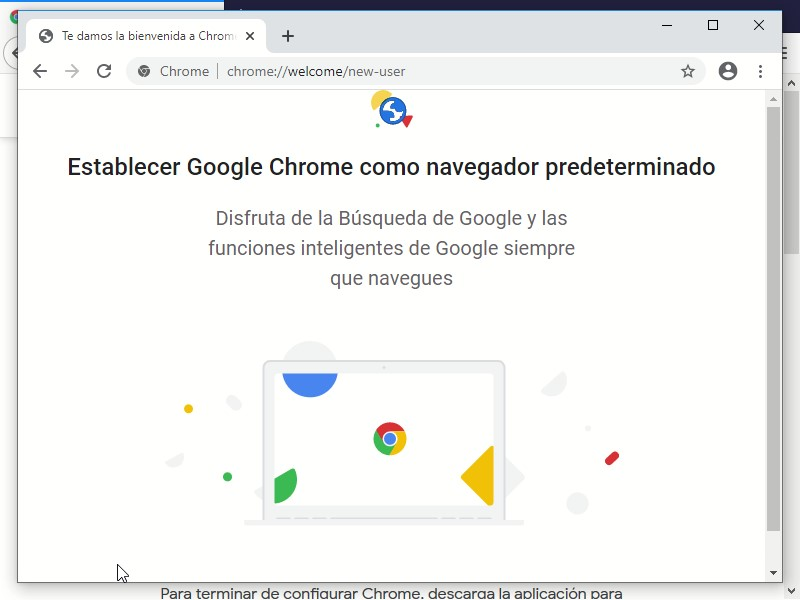 Te damos la bienvenida a Chrome
Chrome
chrome://welcome/new-user
Establecer Google Chrome como navegador predeterminado
Disfruta de la Búsqueda de Google y las
funciones inteligentes de Google siempre
que navegues
Para terminar de configurar Chrome, descarga la aplicación para